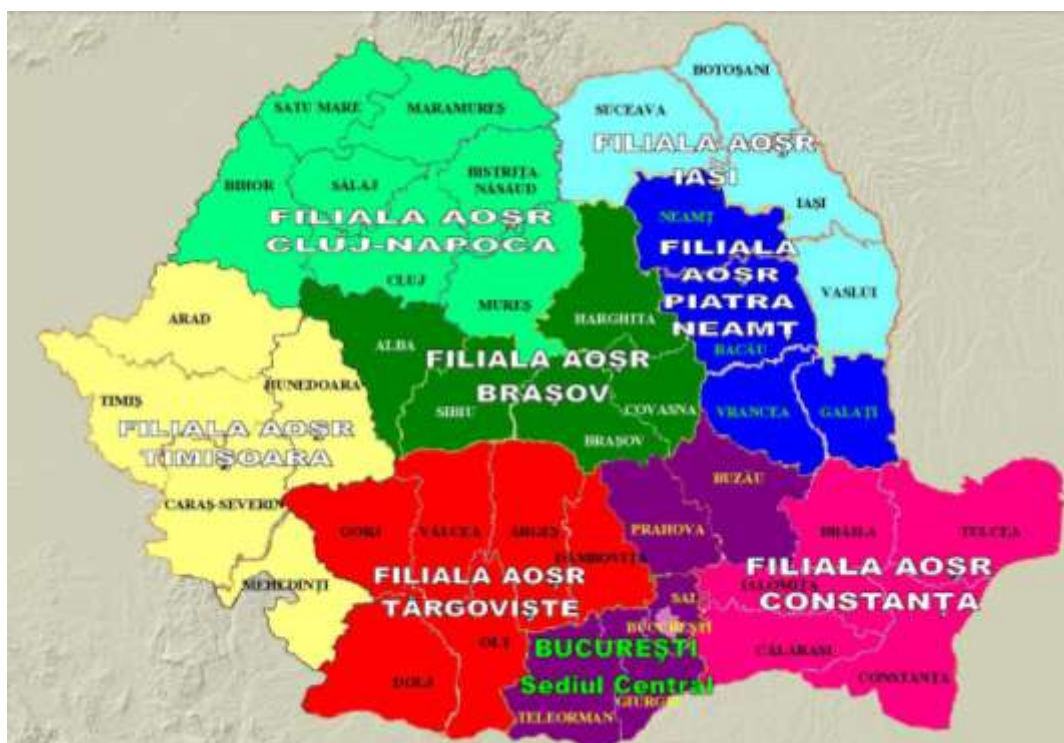 BOTOȘANI
SUCEAVA
SATU MARE
MARAMUREȘ
FILIALA AOȘR
IAȘI
BISTRIȚA-
NĂSĂUD
BIHOR
SĂLAJ
IAȘI
NEAMȚ
FILIALA AOȘR
CLUJ-NAPOCA
FILIALA
AOȘR
PIATRA
NEAMȚ
CLUJ
VASLUI
MUREȘ
HARGHITA
ARAD
ALBA
BACĂU
FILIALA AOȘR
BRAȘOV
HUNEDOARA
TIMIȘ
SIBIU
COVASNA
VRANCEA
GALAȚI
FILIALA AOȘR
TIMIȘOARA
BRAȘOV
BUZĂU
CARAȘ-SEVERIN
GORJ
VÂLCEA
ARGEȘ
PRAHOVA
BRĂILA
TULCEA
DÂMBOVIȚA
MEHEDINȚI
FILIALA AOȘR
TÂRGOVIȘTE
IALOMIȚA
FILIALA AOȘR
CONSTANȚA
SAI
BUCUREȘTI
OLT
BUCUREȘTI
Sediul Central
CĂLĂRAȘI
DOLJ
CONSTANȚA
GIURGIU
TELEORMAN